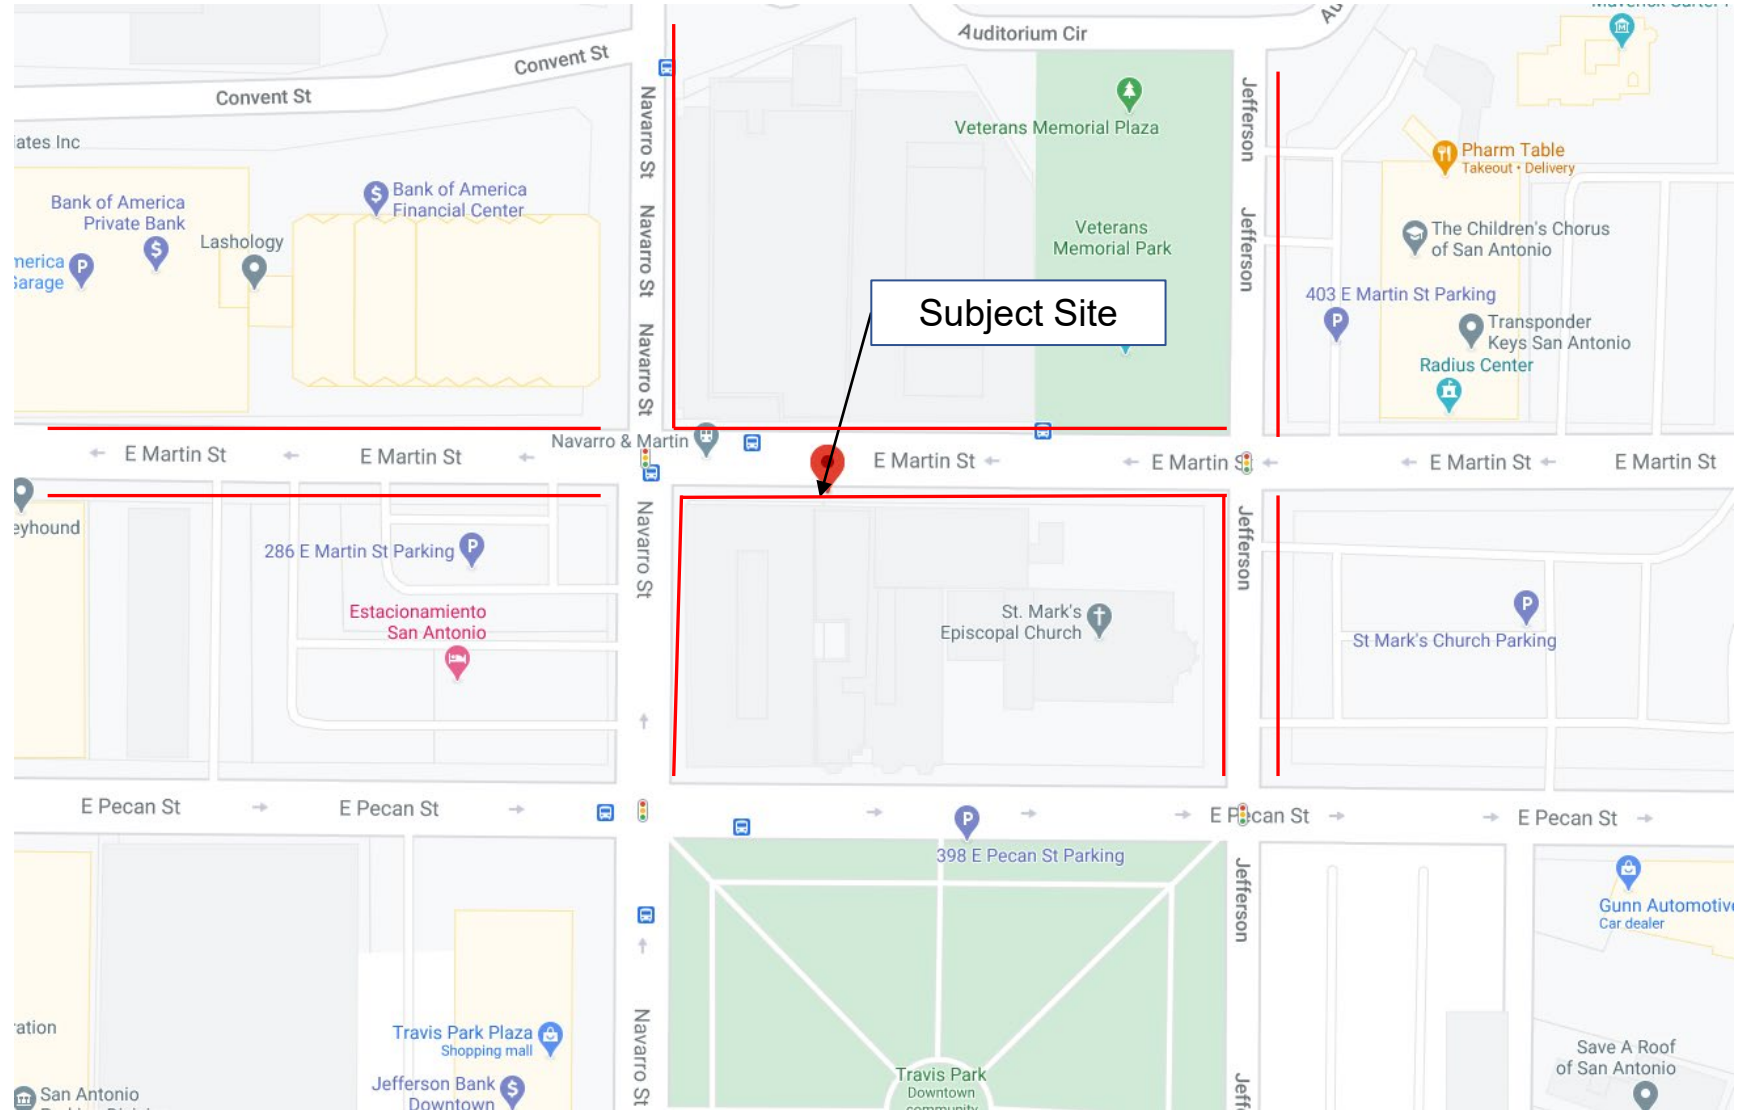 Auditorium Cir
Convent St
Convent St
Jefferson
Navarro St
Veterans Memorial Plaza
iates Inc
Pharm Table
Takeout • Delivery
Bank of America
Private Bank
Bank of America
Financial Center
Lashology
Navarro St
Veterans
Memorial Park
Jefferson
The Children's Chorus
of San Antonio
merica
Garage
403 E Martin St Parking
Subject Site
Transponder
Keys San Antonio
Radius Center
Navarro St
Navarro & Martin
E Martin St
E Martin St
E Martin St
E Martin St
E Martin St
E Martin St
eyhound
286 E Martin St Parking
Navarro St
Jefferson
Estacionamiento
San Antonio
St. Mark's
Episcopal Church
St Mark's Church Parking
E Pecan St
E Pecan St
E Pecan St
E Pecan St
398 E Pecan St Parking
Jefferson
Gunn Automotive
Car dealer
ration
Travis Park Plaza
Shopping mall
Navarro St
Save A Roof
of San Antonio
Travis Park
Downtown
community
Jefferson Bank
Downtown
San Antonio
Jeff